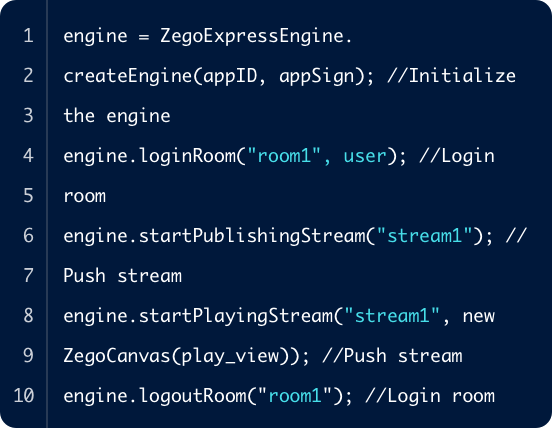 1 engine = ZegoExpressEngine.
2 createEngine(appID, appSign); //Initialize
3 the engine
4 engine.loginRoom("room1", user); //Login
5 room
6 engine.startPublishingStream("stream1"); //
7 Push stream
8 engine.startPlayingStream("stream1", new
9 ZegoCanvas(play_view)); //Push stream
10 engine.logoutRoom("room1"); //Login room